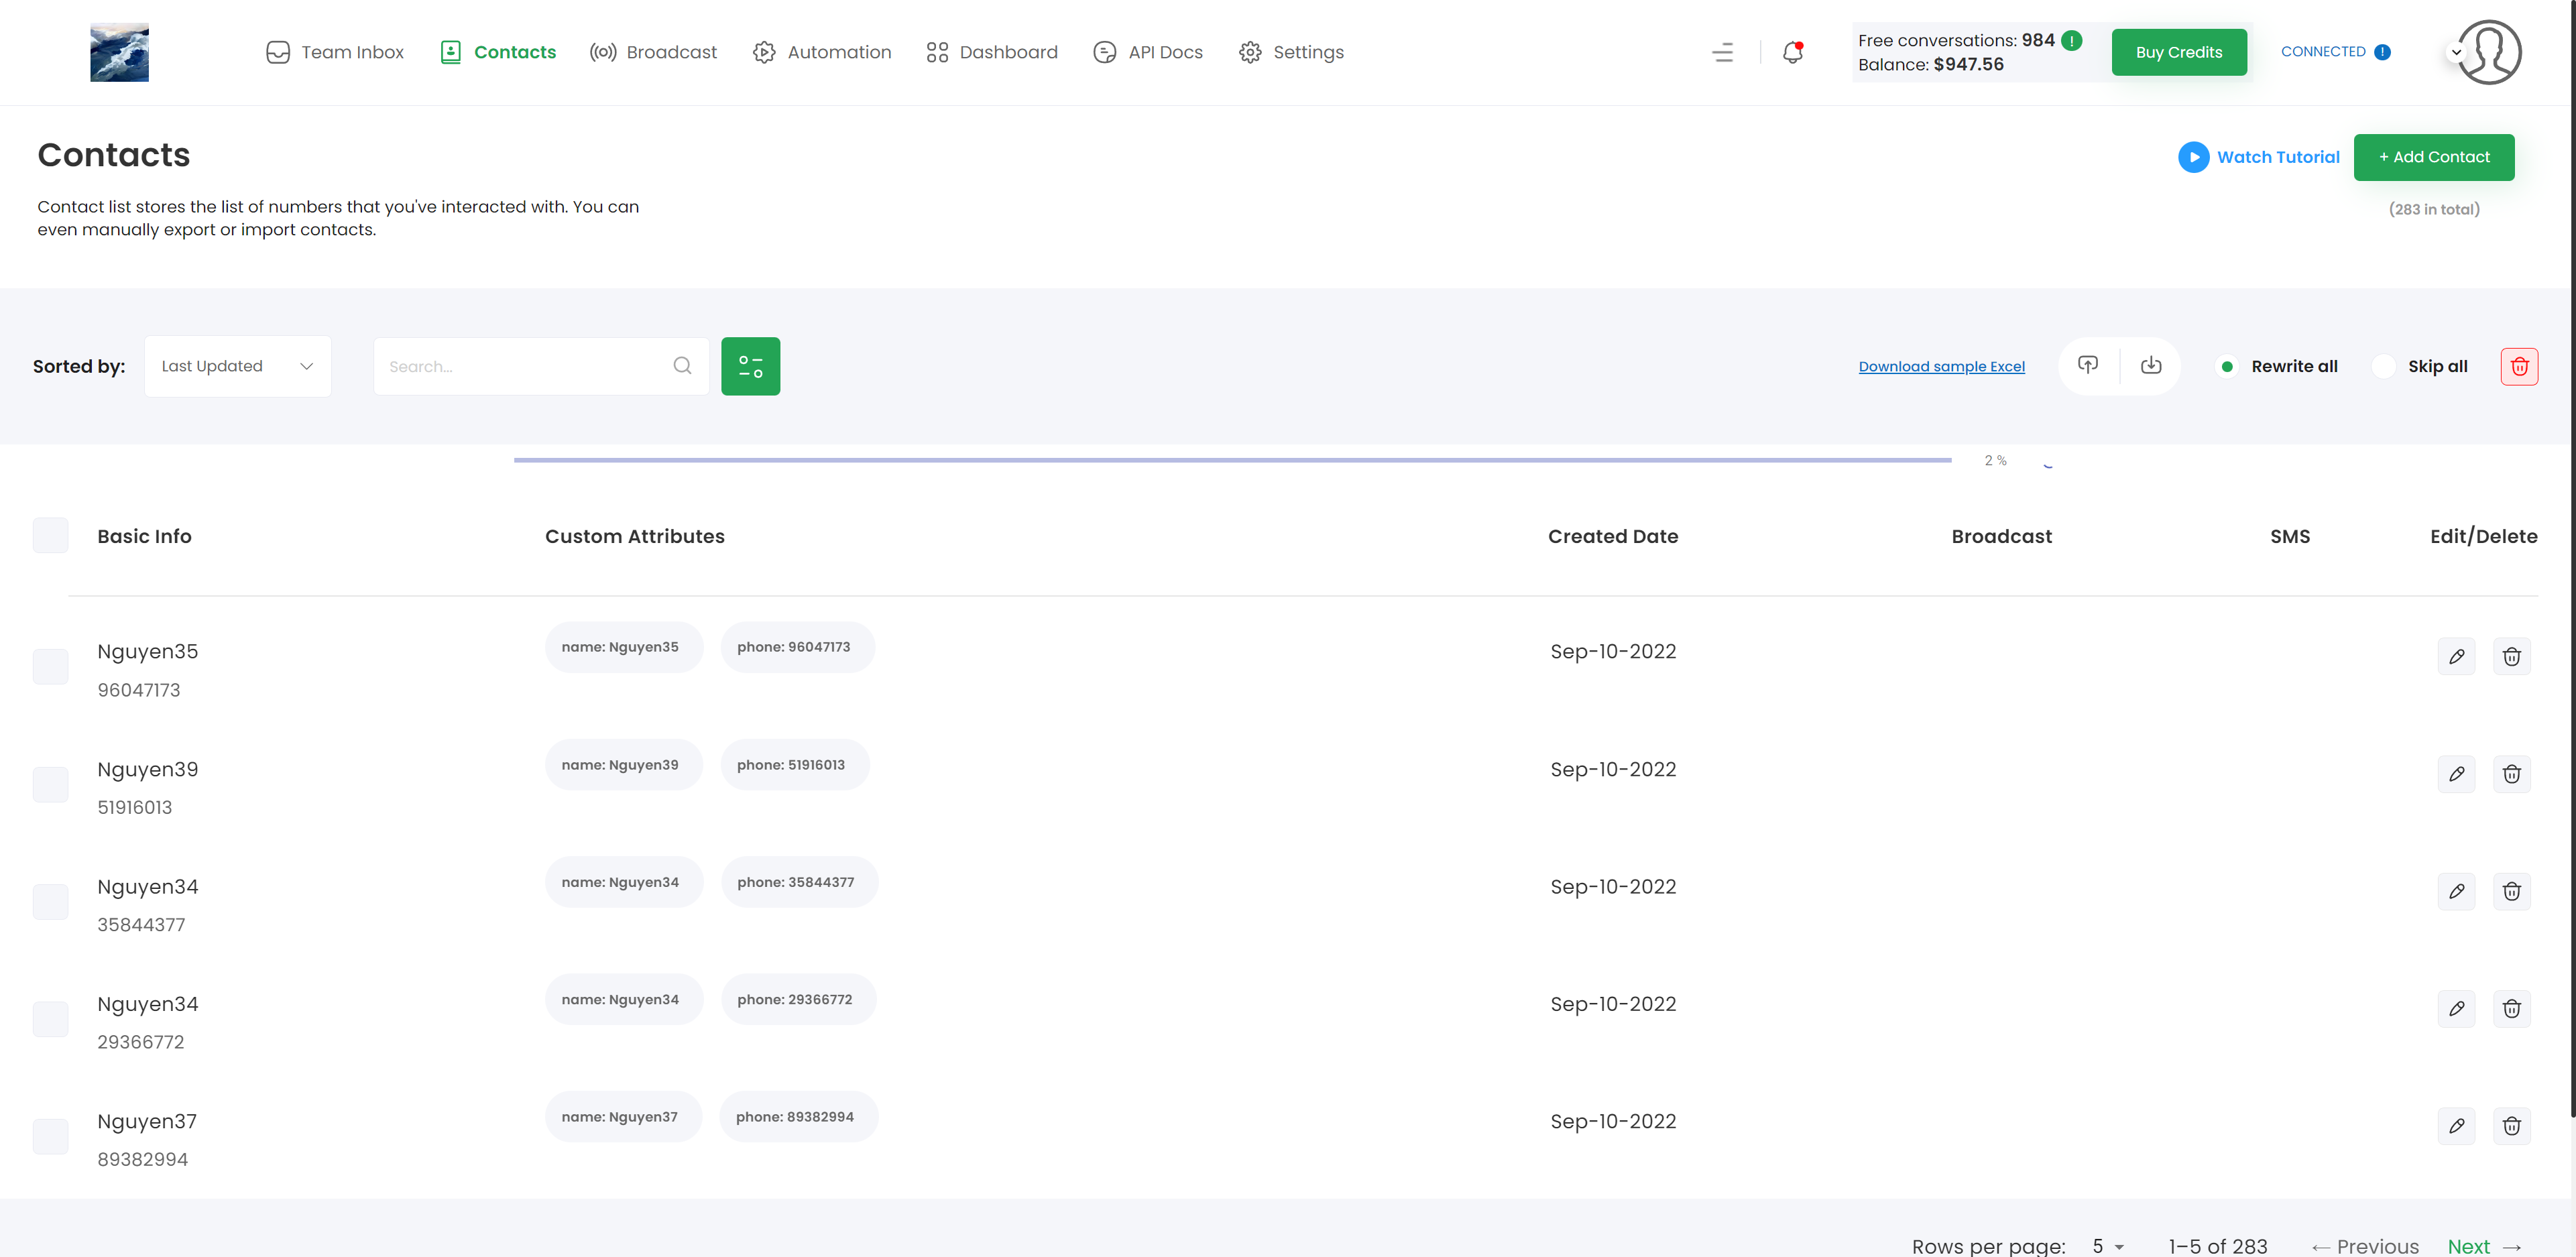 Team Inbox
Contacts
Broadcast
Automation
Dashboard
API Docs
Settings
Free conversations: 984 !
Balance: $947.56
Buy Credits
CONNECTED !
Contacts
Watch Tutorial
+ Add Contact
Contact list stores the list of numbers that you've interacted with. You can
even manually export or import contacts.
(283 in total)
Sorted by:
Last Updated
Search...
Download sample Excel
Rewrite all
Skip all
2 %
Basic Info
Custom Attributes
Created Date
Broadcast
SMS
Edit/Delete
Nguyen35
96047173
name: Nguyen35
phone: 96047173
Sep-10-2022
Nguyen39
51916013
name: Nguyen39
phone: 51916013
Sep-10-2022
Nguyen34
35844377
name: Nguyen34
phone: 35844377
Sep-10-2022
Nguyen34
29366772
name: Nguyen34
phone: 29366772
Sep-10-2022
Nguyen37
89382994
name: Nguyen37
phone: 89382994
Sep-10-2022
Rows per page: 5
1–5 of 283
← Previous
Next →